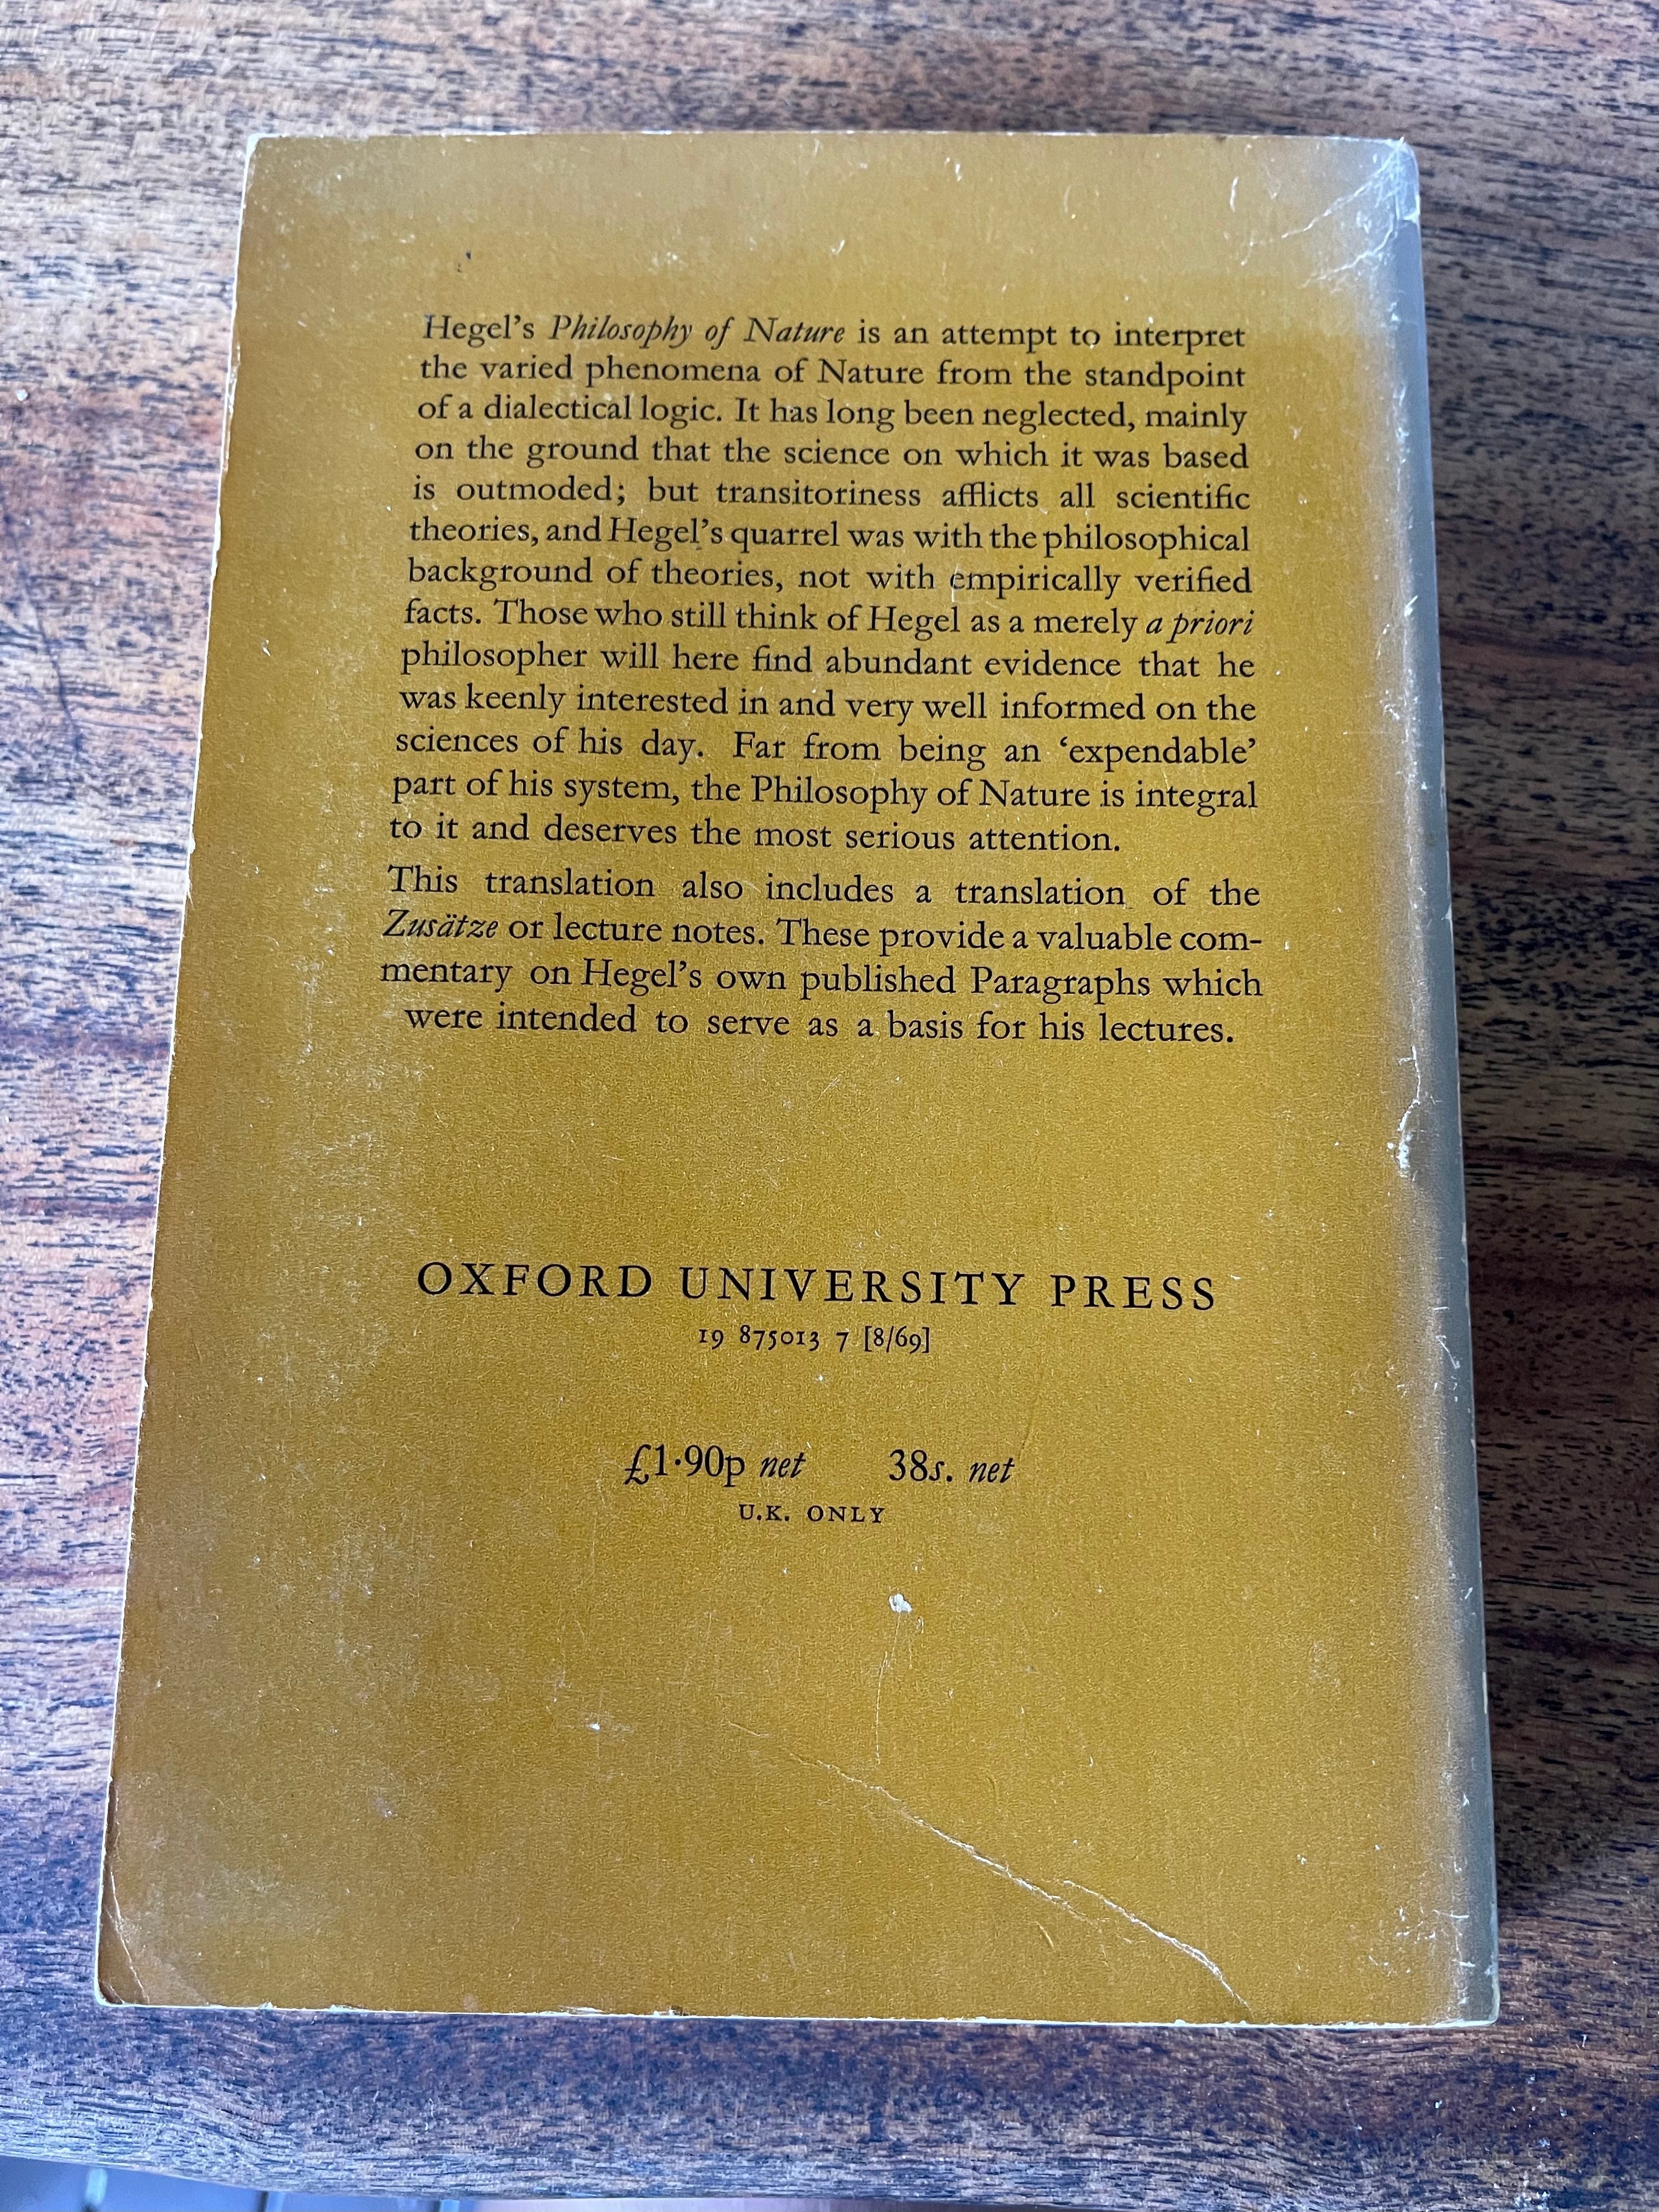 Hegel’s Philosophy of Nature is an attempt to interpret
the varied phenomena of Nature from the standpoint
of a dialectical logic. It has long been neglected, mainly
on the ground that the science on which it was based
is outmoded; but transitoriness afflicts all scientific
theories, and Hegel’s quarrel was with the philosophical
background of theories, not with empirically verified
facts. Those who still think of Hegel as a merely a priori
philosopher will here find abundant evidence that he
was keenly interested in and very well informed on the
sciences of his day. Far from being an ‘expendable’
part of his system, the Philosophy of Nature is integral
to it and deserves the most serious attention.
This translation also includes a translation of the
Zusätze or lecture notes. These provide a valuable com-
mentary on Hegel’s own published Paragraphs which
were intended to serve as a basis for his lectures.
OXFORD UNIVERSITY PRESS
19 875013 7 [8/69]
£1·90p net 38s. net
U.K. ONLY